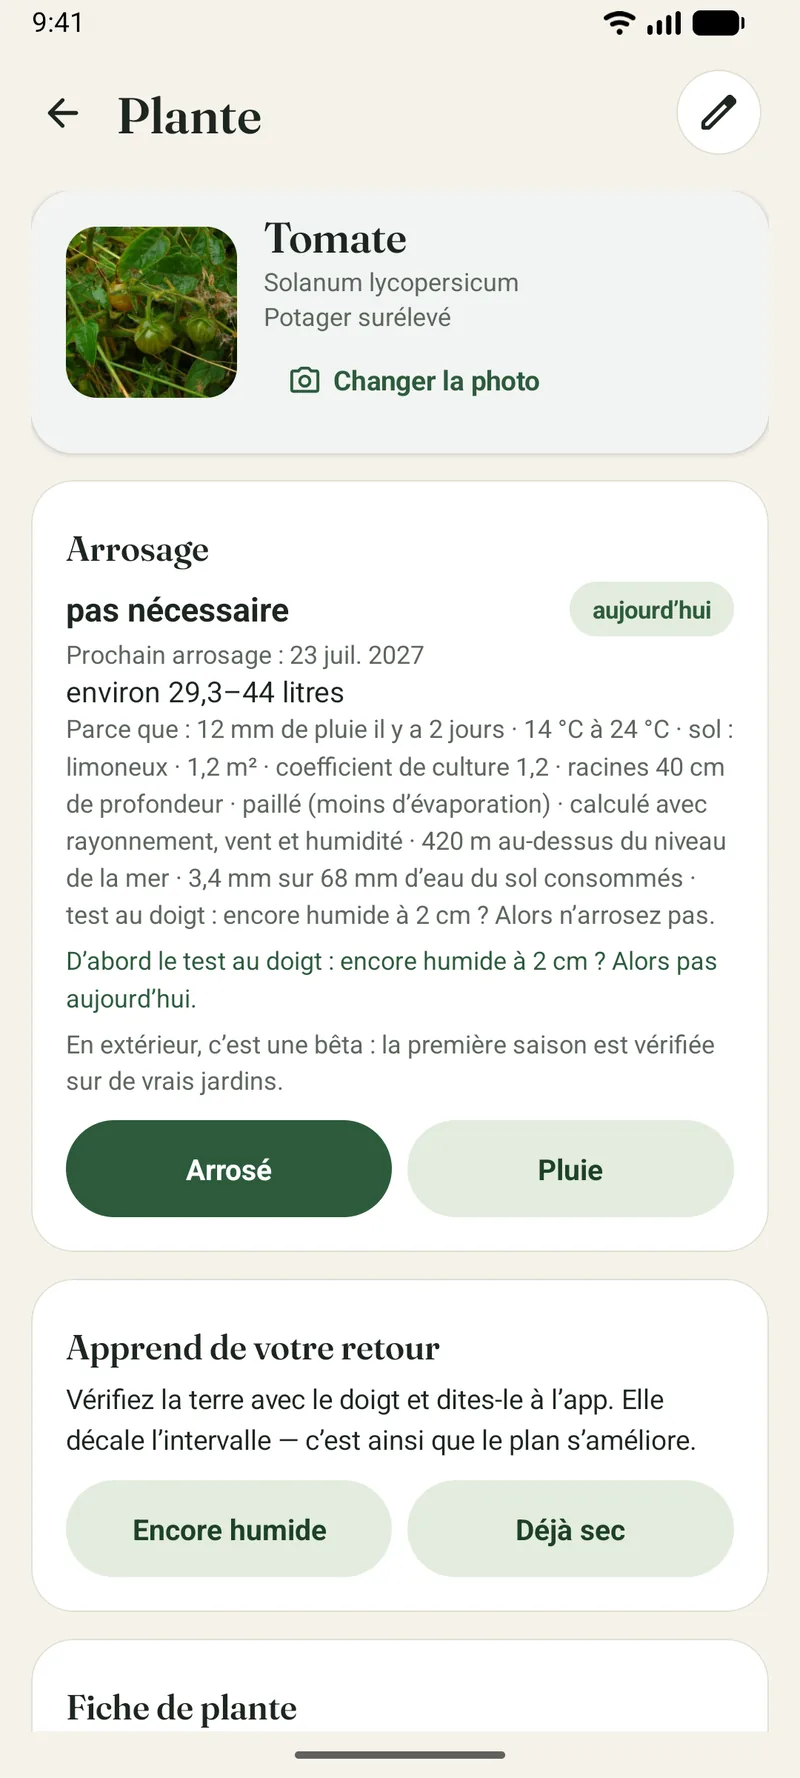 9:41
Plante
Tomate
Solanum lycopersicum
Potager surélevé
Changer la photo
Arrosage
pas nécessaire
aujourd’hui
Prochain arrosage : 23 juil. 2027
environ 29,3–44 litres
Parce que : 12 mm de pluie il y a 2 jours · 14 °C à 24 °C · sol :
limoneux · 1,2 m² · coefficient de culture 1,2 · racines 40 cm
de profondeur · paillé (moins d’évaporation) · calculé avec
rayonnement, vent et humidité · 420 m au-dessus du niveau
de la mer · 3,4 mm sur 68 mm d’eau du sol consommés ·
test au doigt : encore humide à 2 cm ? Alors n’arrosez pas.
D’abord le test au doigt : encore humide à 2 cm ? Alors pas
aujourd’hui.
En extérieur, c’est une bêta : la première saison est vérifiée
sur de vrais jardins.
Arrosé
Pluie
Apprend de votre retour
Vérifiez la terre avec le doigt et dites-le à l’app. Elle
décale l’intervalle — c’est ainsi que le plan s’améliore.
Encore humide
Déjà sec
Fiche de plante